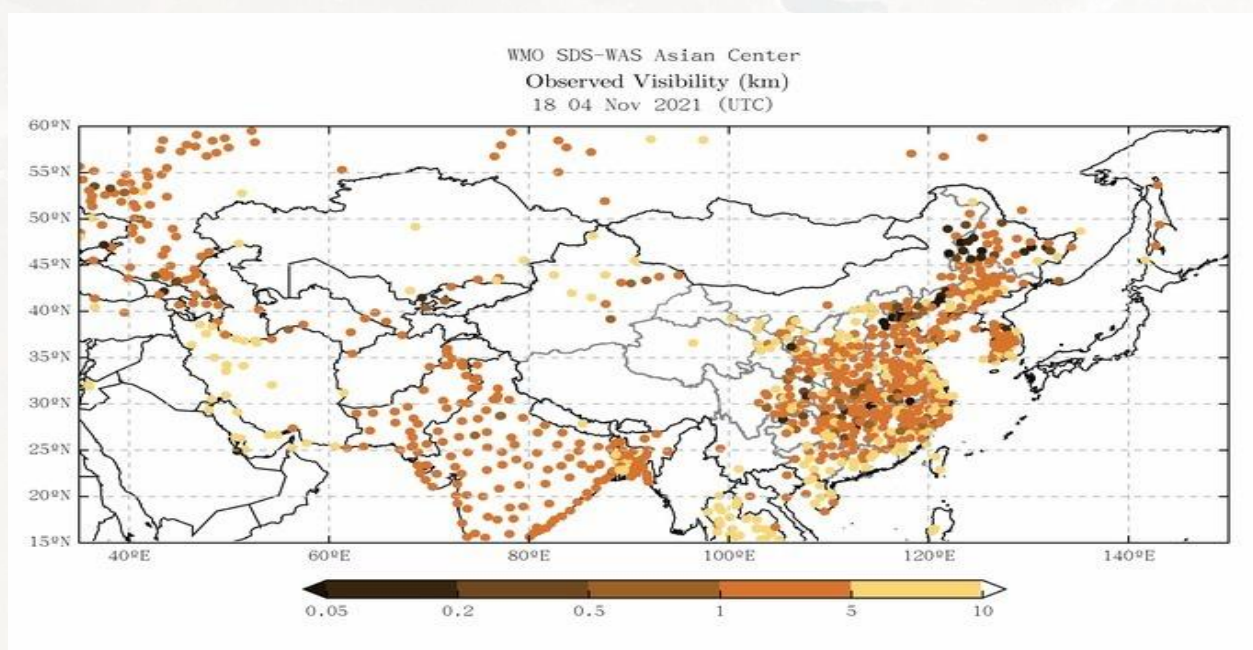 WMO SDS-WAS Asian Center
Observed Visibility (km)
18 04 Nov 2021 (UTC)
60ºN
55ºN
50ºN
45ºN
40ºN
35ºN
30ºN
25ºN
20ºN
15ºN
40ºE 60ºE 80ºE 100ºE 120ºE 140ºE
0.05 0.2 0.5 1 5 10